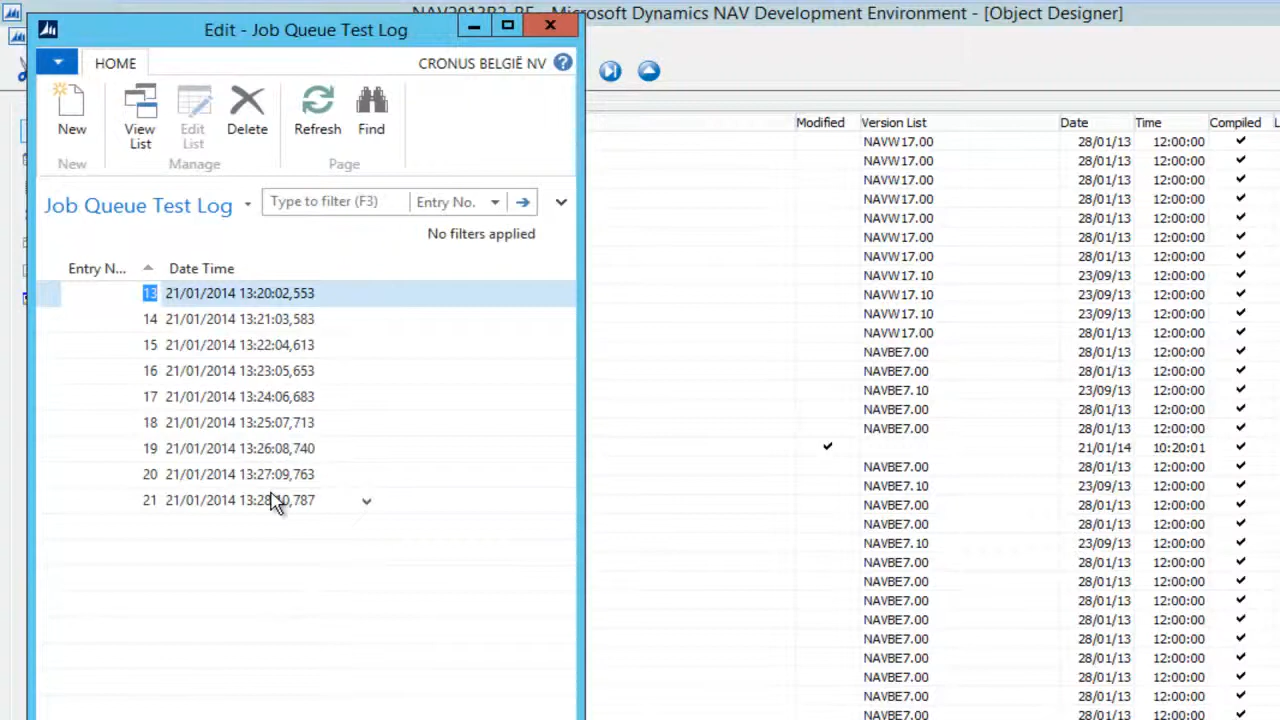 NAV2013R2_BE - Microsoft Dynamics NAV Development Environment - [Object Designer]
Edit - Job Queue Test Log
HOME
CRONUS BELGIË NV
New
View List
Edit List
Delete
Refresh
Find
New
Manage
Page
Job Queue Test Log
Type to filter (F3)
Entry No.
No filters applied
Entry N... Date Time
13 21/01/2014 13:20:02,553
14 21/01/2014 13:21:03,583
15 21/01/2014 13:22:04,613
16 21/01/2014 13:23:05,653
17 21/01/2014 13:24:06,683
18 21/01/2014 13:25:07,713
19 21/01/2014 13:26:08,740
20 21/01/2014 13:27:09,763
21 21/01/2014 13:28:10,787
Modified Version List Date Time Compiled L
NAVW17.00 28/01/13 12:00:00
NAVW17.00 28/01/13 12:00:00
NAVW17.00 28/01/13 12:00:00
NAVW17.00 28/01/13 12:00:00
NAVW17.00 28/01/13 12:00:00
NAVW17.00 28/01/13 12:00:00
NAVW17.00 28/01/13 12:00:00
NAVW17.10 23/09/13 12:00:00
NAVW17.10 23/09/13 12:00:00
NAVW17.10 23/09/13 12:00:00
NAVW17.00 28/01/13 12:00:00
NAVBE7.00 28/01/13 12:00:00
NAVBE7.00 28/01/13 12:00:00
NAVBE7.10 23/09/13 12:00:00
NAVBE7.00 28/01/13 12:00:00
NAVBE7.00 28/01/13 12:00:00
21/01/14 10:20:01
NAVBE7.00 28/01/13 12:00:00
NAVBE7.10 23/09/13 12:00:00
NAVBE7.00 28/01/13 12:00:00
NAVBE7.00 28/01/13 12:00:00
NAVBE7.10 23/09/13 12:00:00
NAVBE7.00 28/01/13 12:00:00
NAVBE7.00 28/01/13 12:00:00
NAVBE7.00 28/01/13 12:00:00
NAVBE7.00 28/01/13 12:00:00
NAVBE7.00 28/01/13 12:00:00
NAVBE7.00 28/01/13 12:00:00
NAVBE7.00 28/01/13 12:00:00
NAVBE7.00 28/01/13 12:00:00
NAVBE7.00 28/01/13 12:00:00